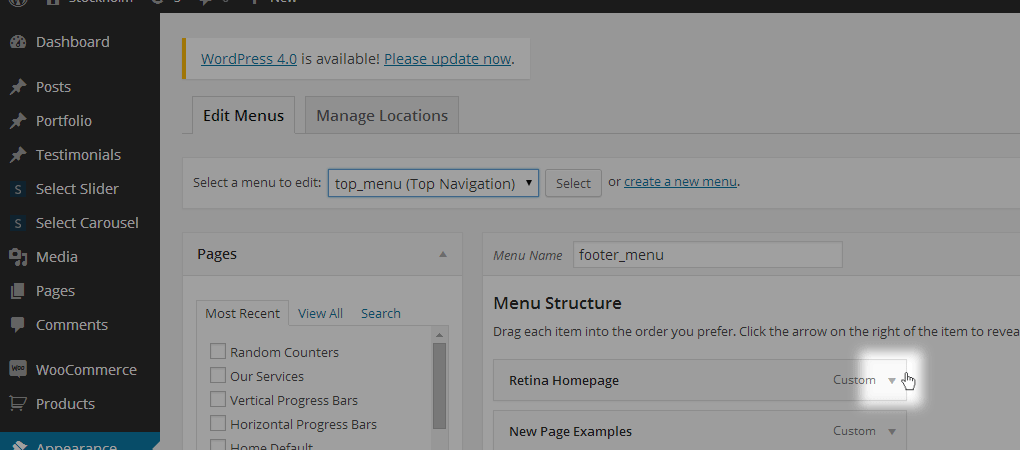 Stockholm 3 New
Dashboard
WordPress 4.0 is available! Please update now.
Posts
Portfolio
Testimonials
Select Slider
Select Carousel
Media
Pages
Comments
WooCommerce
Products
Appearance
Edit Menus
Manage Locations
Select a menu to edit: top_menu (Top Navigation) Select or create a new menu.
Pages
Most Recent View All Search
Random Counters
Our Services
Vertical Progress Bars
Horizontal Progress Bars
Home Default
Menu Name footer_menu
Menu Structure
Drag each item into the order you prefer. Click the arrow on the right of the item to revea
Retina Homepage Custom
New Page Examples Custom